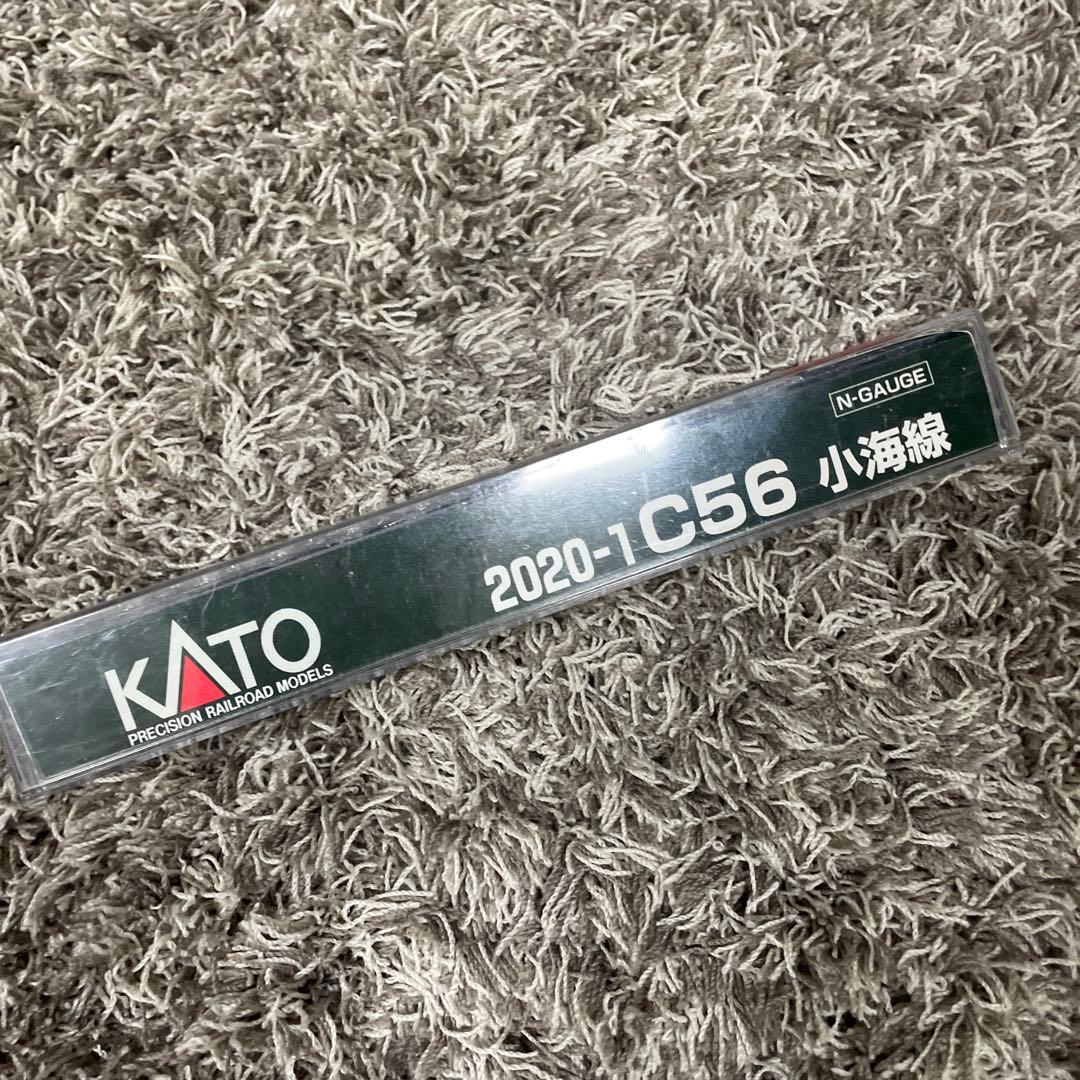 KATO
PRECISION RAILROAD MODELS
2020-1 C56 小海線
N-GAUGE